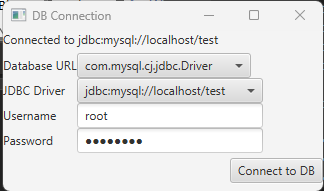 DB Connection
Connected to jdbc:mysql://localhost/test
Database URL com.mysql.cj.jdbc.Driver
JDBC Driver jdbc:mysql://localhost/test
Username root
Password ●●●●●●●●
Connect to DB